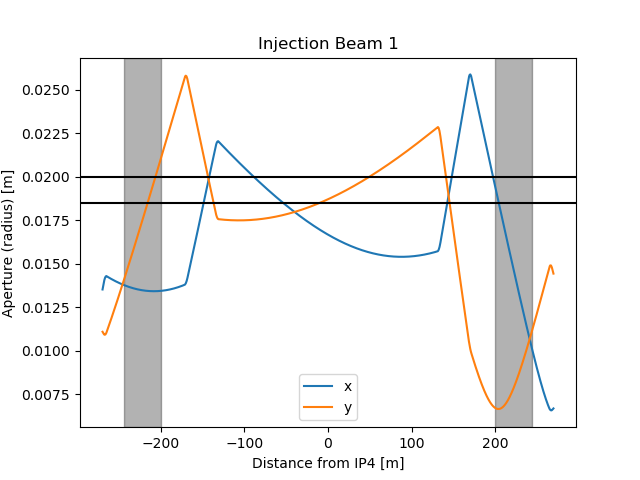 Injection Beam 1
Aperture (radius) [m]
0.0250
0.0225
0.0200
0.0175
0.0150
0.0125
0.0100
0.0075
x
y
−200
−100
0
100
200
Distance from IP4 [m]